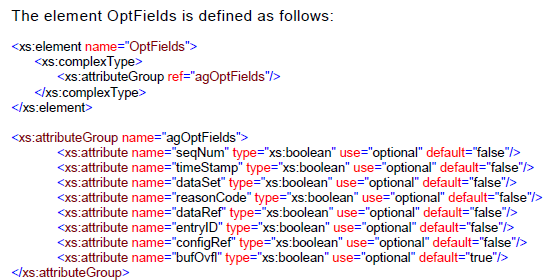 The element OptFields is defined as follows:
<xs:element name="OptFields">
<xs:complexType>
<xs:attributeGroup ref="agOptFields"/>
</xs:complexType>
</xs:element>
<xs:attributeGroup name="agOptFields">
<xs:attribute name="seqNum" type="xs:boolean" use="optional" default="false"/>
<xs:attribute name="timeStamp" type="xs:boolean" use="optional" default="false"/>
<xs:attribute name="dataSet" type="xs:boolean" use="optional" default="false"/>
<xs:attribute name="reasonCode" type="xs:boolean" use="optional" default="false"/>
<xs:attribute name="dataRef" type="xs:boolean" use="optional" default="false"/>
<xs:attribute name="entryID" type="xs:boolean" use="optional" default="false"/>
<xs:attribute name="configRef" type="xs:boolean" use="optional" default="false"/>
<xs:attribute name="bufOvfl" type="xs:boolean" use="optional" default="true"/>
</xs:attributeGroup>